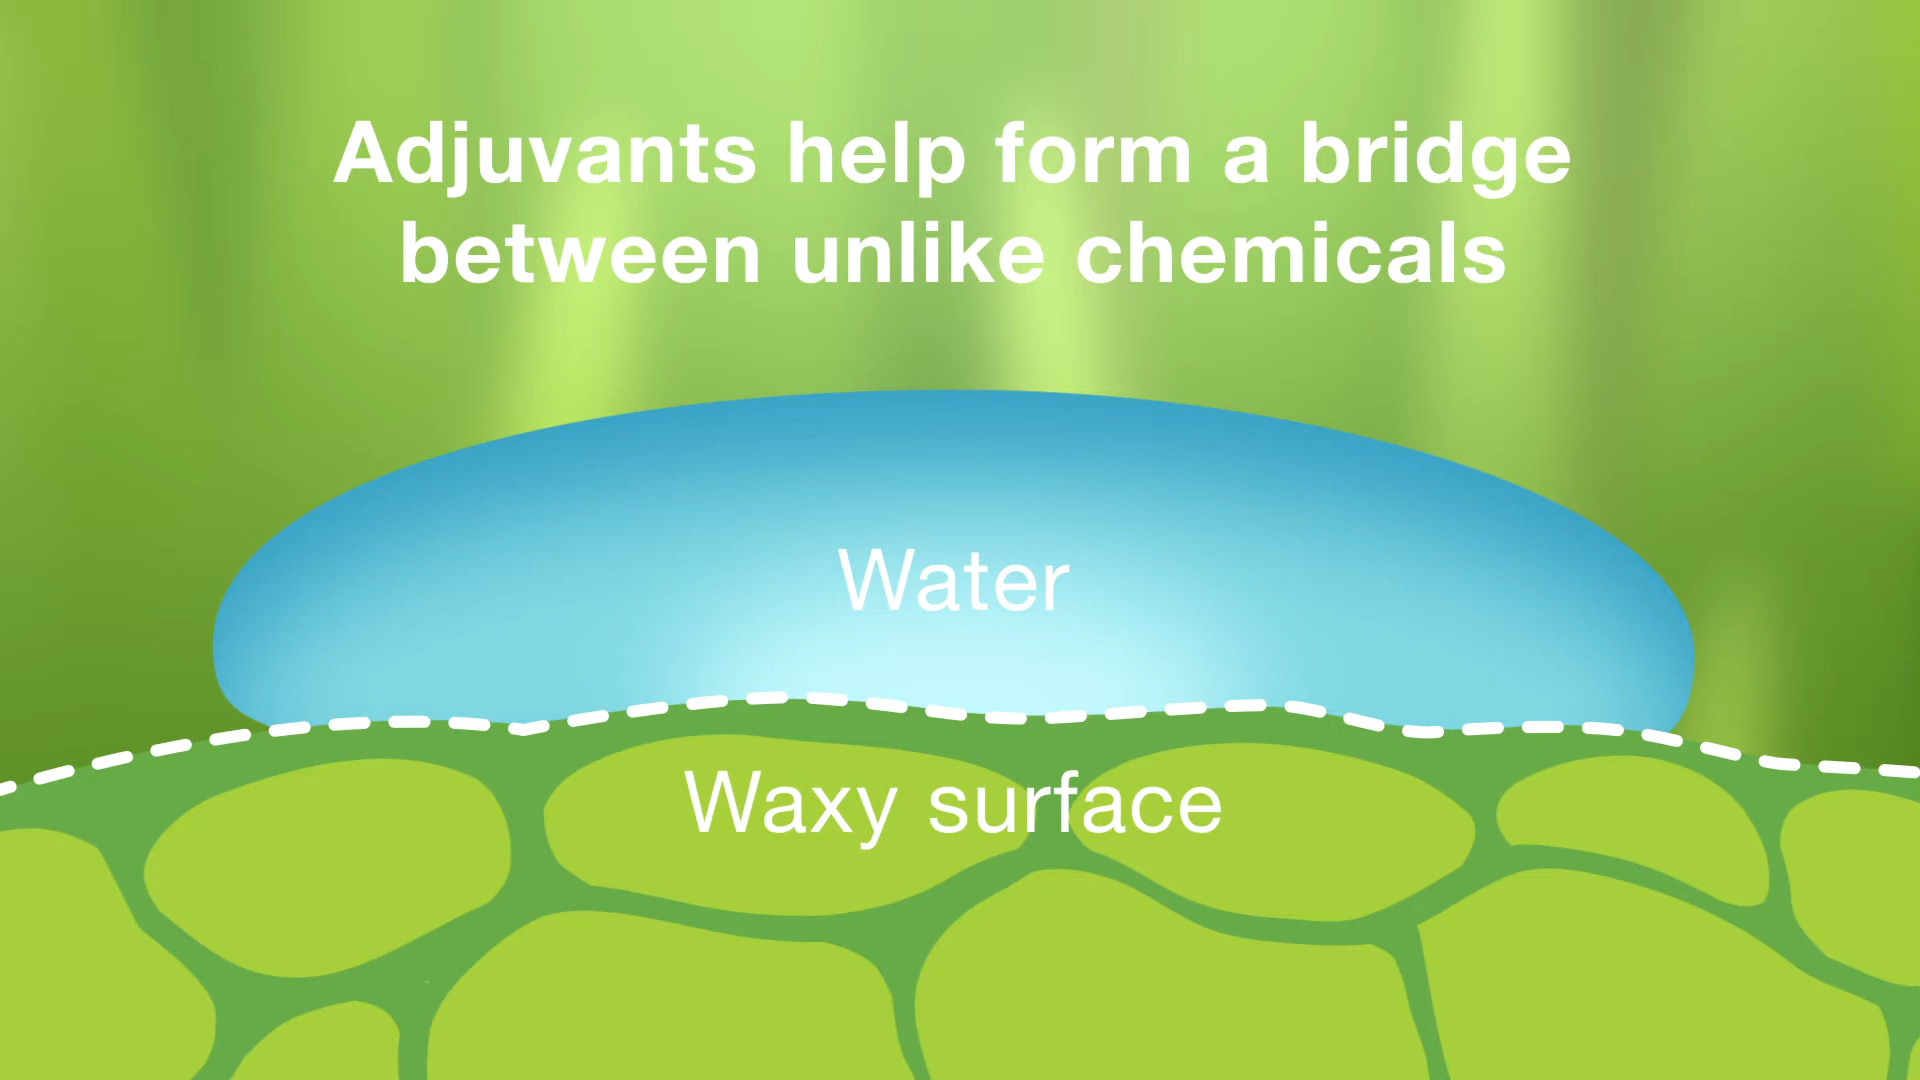 Adjuvants help form a bridge
between unlike chemicals
Water
Waxy surface